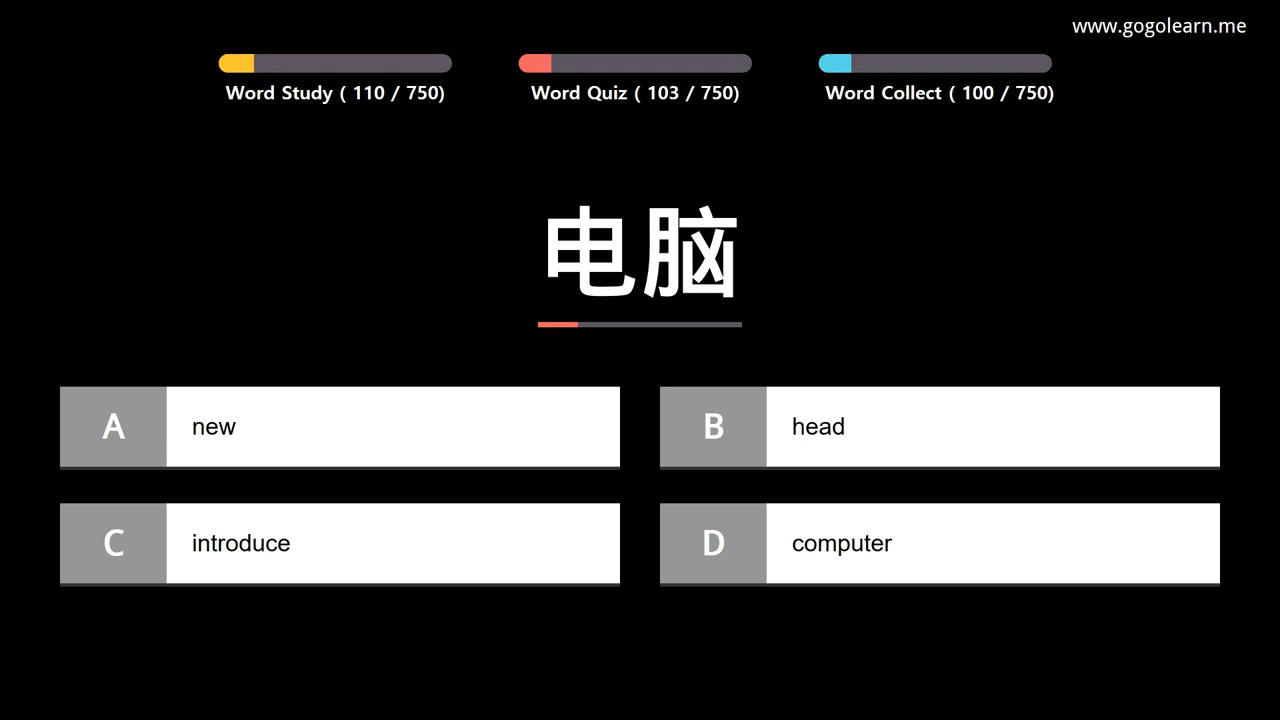 www.gogolearn.me
Word Study ( 110 / 750)
Word Quiz ( 103 / 750)
Word Collect ( 100 / 750)
电脑
A new
B head
C introduce
D computer